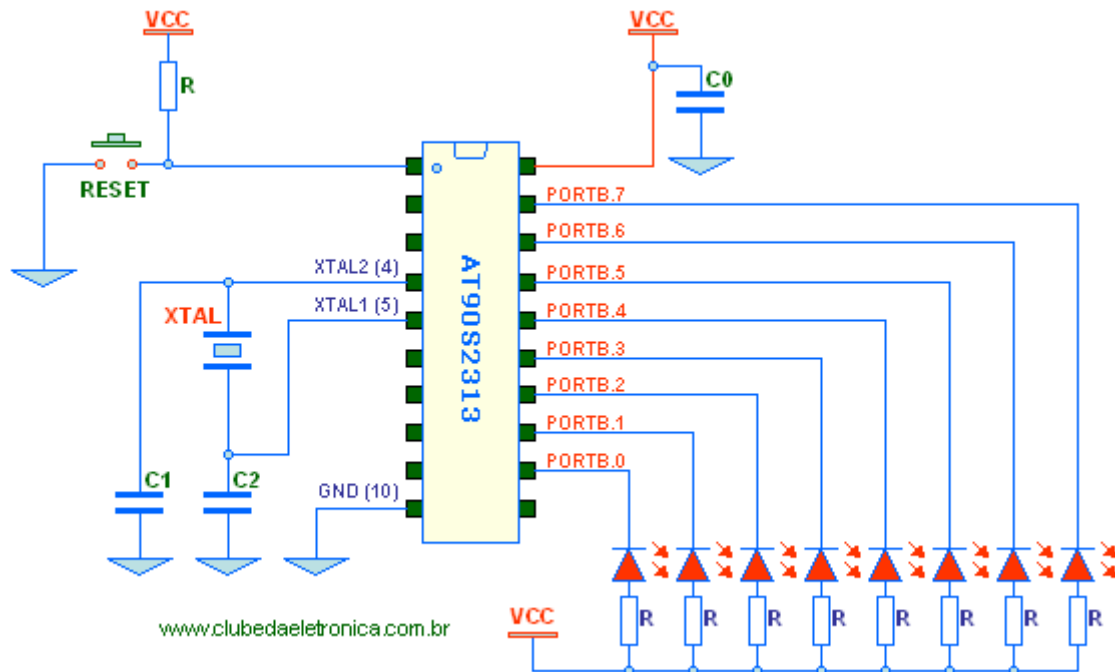 VCC
VCC
R
C0
RESET
PORTB.7
PORTB.6
XTAL2 (4)
PORTB.5
XTAL1 (5)
PORTB.4
XTAL
AT90S2313
PORTB.3
PORTB.2
PORTB.1
PORTB.0
C1
C2
GND (10)
R
R
R
R
R
R
R
R
VCC
www.clubedaeletronica.com.br